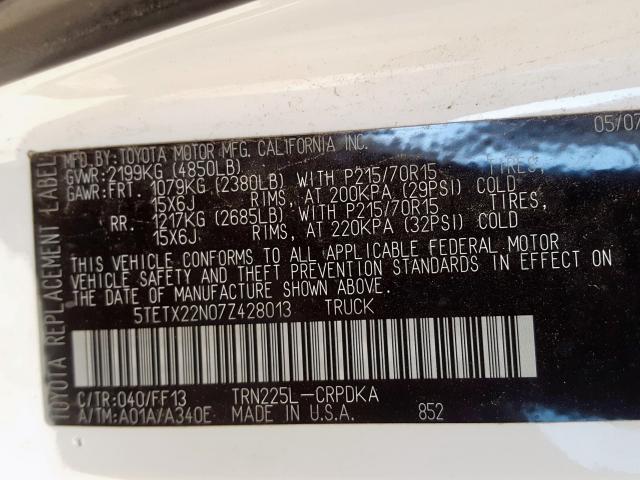 TOYOTA REPLACEMENT LABEL
MFD. BY: TOYOTA MOTOR MFG. CALIFORNIA INC. 05/07
GVWR: 2199KG (4850LB)
GAWR: FRT. 1079KG (2380LB) WITH P215/70R15 TIRES,
15X6J RIMS, AT 200KPA (29PSI) COLD
RR. 1217KG (2685LB) WITH P215/70R15 TIRES,
15X6J RIMS, AT 220KPA (32PSI) COLD
THIS VEHICLE CONFORMS TO ALL APPLICABLE FEDERAL MOTOR
VEHICLE SAFETY AND THEFT PREVENTION STANDARDS IN EFFECT ON
THE DATE OF MANUFACTURE SHOWN ABOVE.
5TETX22N07Z428013 TRUCK
C/TR: 040/FF13 TRN225L-CRPDKA
A/TM: A01A/A340E MADE IN U.S.A. 852